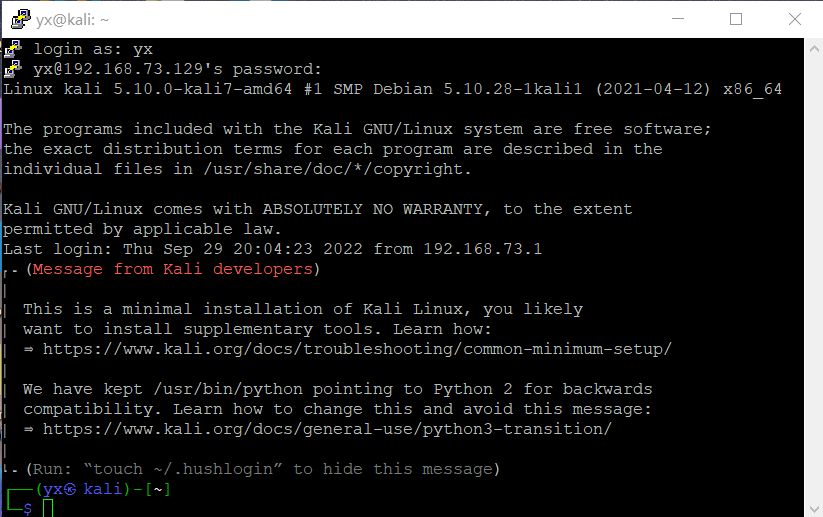 yx@kali: ~
login as: yx
yx@192.168.73.129's password:
Linux kali 5.10.0-kali7-amd64 #1 SMP Debian 5.10.28-1kali1 (2021-04-12) x86_64
The programs included with the Kali GNU/Linux system are free software;
the exact distribution terms for each program are described in the
individual files in /usr/share/doc/*/copyright.
Kali GNU/Linux comes with ABSOLUTELY NO WARRANTY, to the extent
permitted by applicable law.
Last login: Thu Sep 29 20:04:23 2022 from 192.168.73.1
┌--(Message from Kali developers)
│
│ This is a minimal installation of Kali Linux, you likely
│ want to install supplementary tools. Learn how:
│ ⇒ https://www.kali.org/docs/troubleshooting/common-minimum-setup/
│
│ We have kept /usr/bin/python pointing to Python 2 for backwards
│ compatibility. Learn how to change this and avoid this message:
│ ⇒ https://www.kali.org/docs/general-use/python3-transition/
│
└--(Run: “touch ~/.hushlogin” to hide this message)
┌──(yx㉿kali)-[~]
└─$